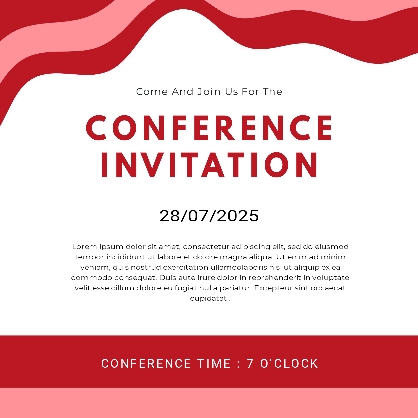 Come And Join Us For The
CONFERENCE
INVITATION
28/07/2025
Lorem ipsum dolor sit amet, consectetur adipiscing elit, sed do eiusmod
tempor incididunt ut labore et dolore magna aliqua. Ut enim ad minim
veniam, quis nostrud exercitation ullamco laboris nisi ut aliquip ex ea
commodo consequat. Duis aute irure dolor in reprehenderit in voluptate
velit esse cillum dolore eu fugiat nulla pariatur. Excepteur sint occaecat
cupidatat.
CONFERENCE TIME : 7 O'CLOCK